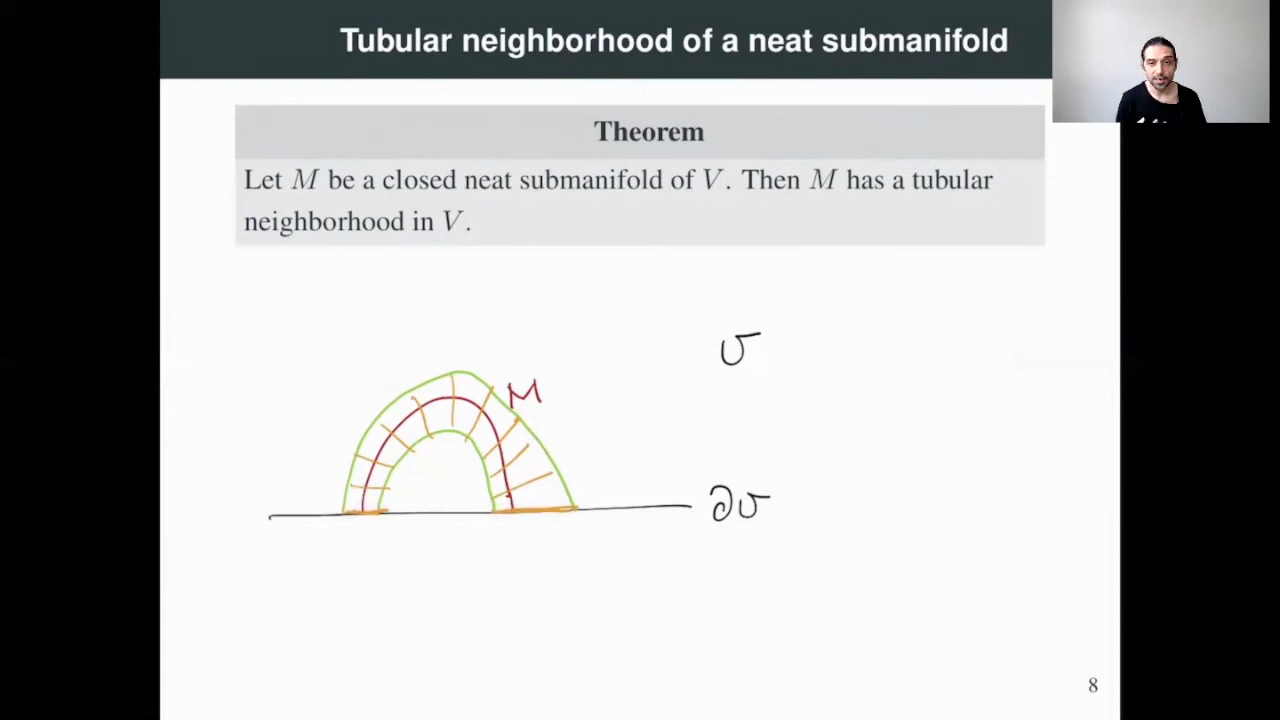 Tubular neighborhood of a neat submanifold
Theorem
Let M be a closed neat submanifold of V. Then M has a tubular
neighborhood in V.
V
M
∂V
8